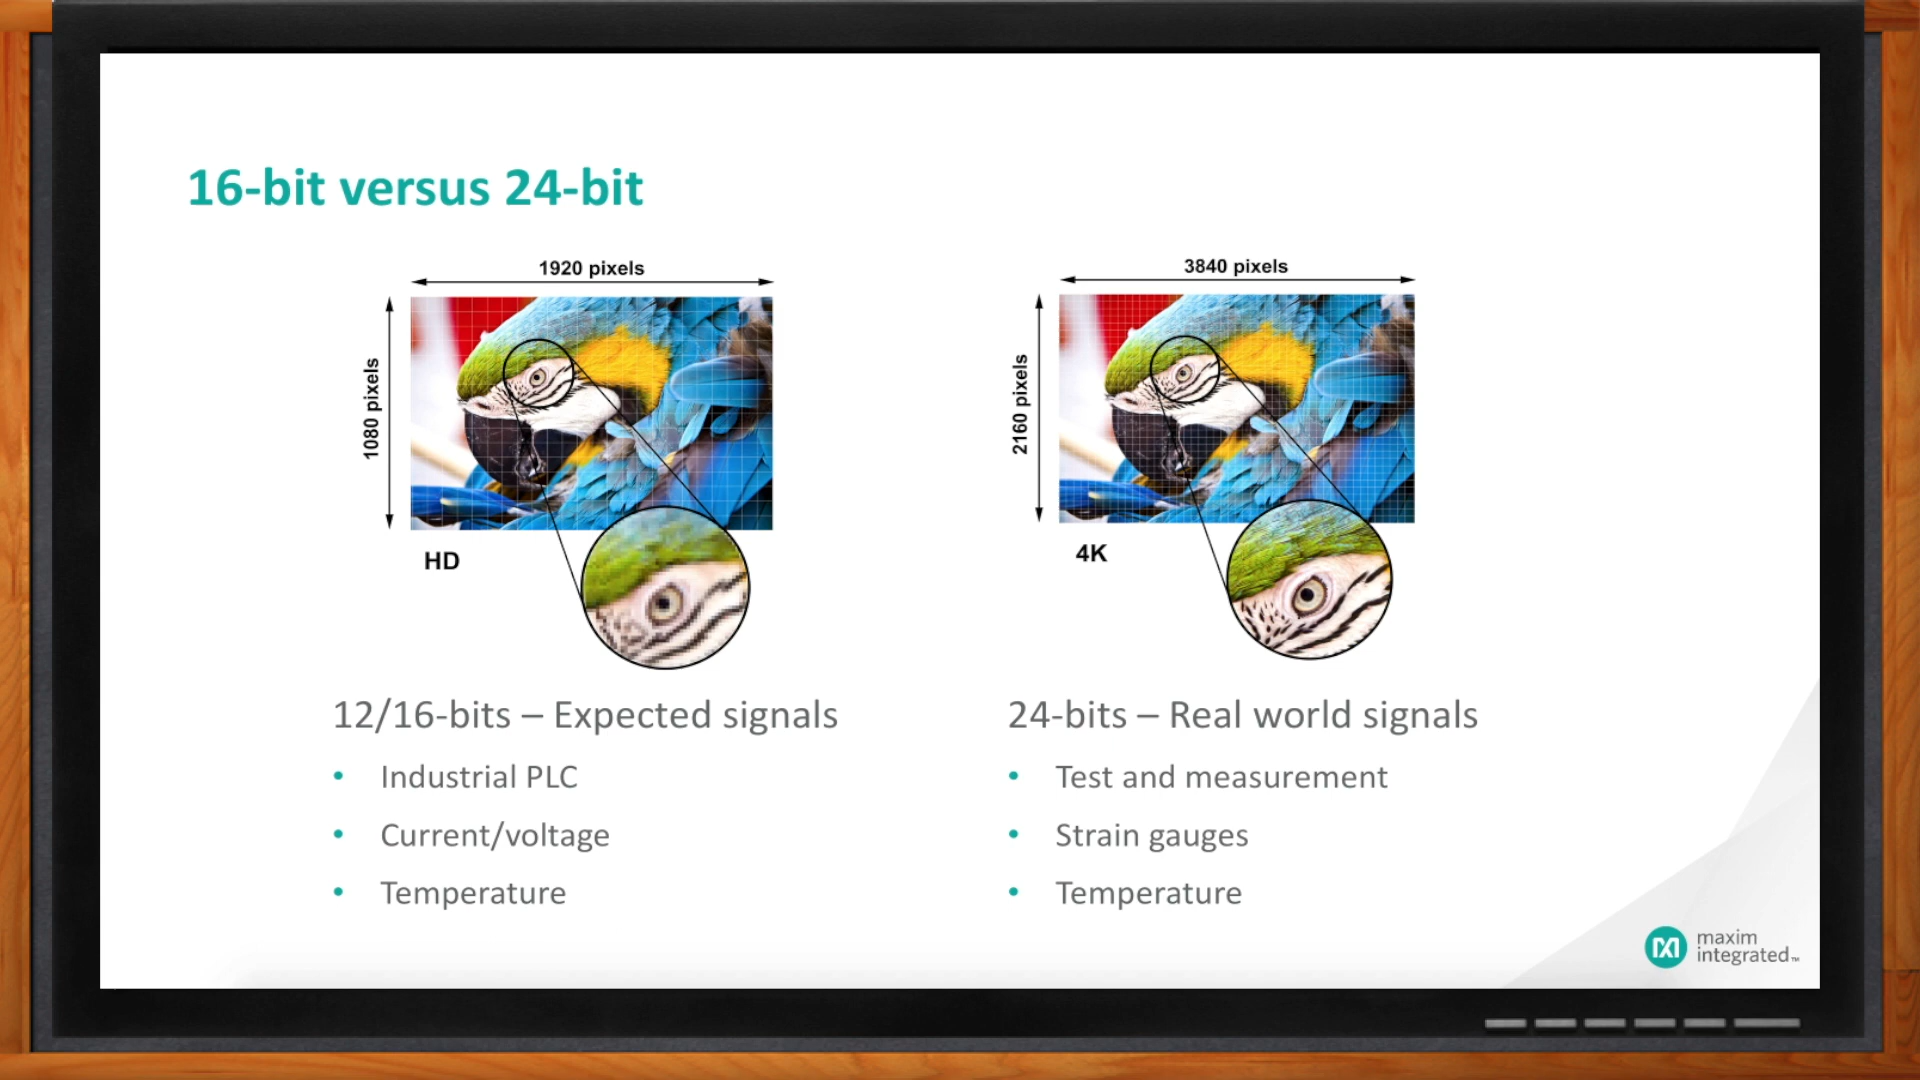 16-bit versus 24-bit
1920 pixels
1080 pixels
HD
3840 pixels
2160 pixels
4K
12/16-bits – Expected signals
• Industrial PLC
• Current/voltage
• Temperature
24-bits – Real world signals
• Test and measurement
• Strain gauges
• Temperature
maxim
integrated™